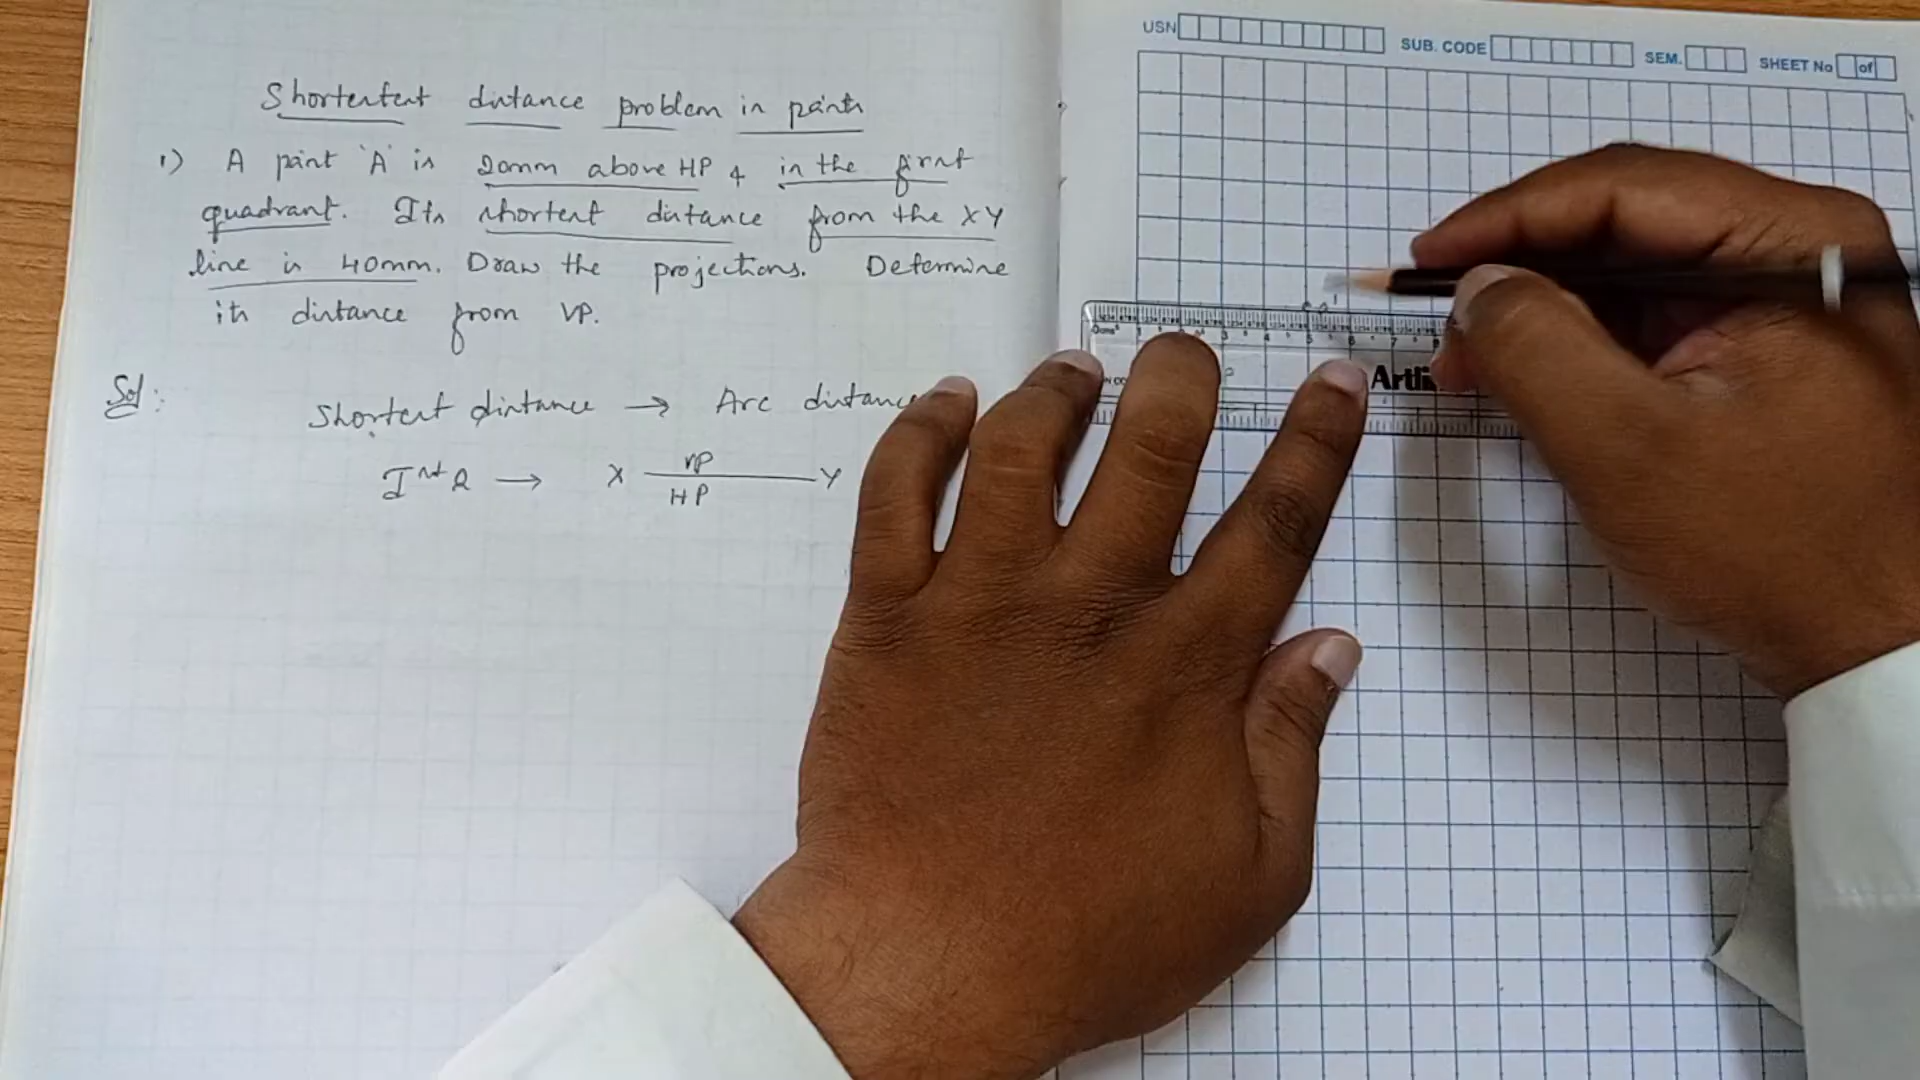 Shortestest distance problem in points
1) A point 'A' is 20mm above HP & in the first
quadrant. Its shortest distance from the XY
line is 40mm. Draw the projections. Determine
its distance from VP.
Sol:
Shortest distance → Arc distance
Ist Q → X VP Y
HP
USN
SUB. CODE
SEM.
SHEET No of